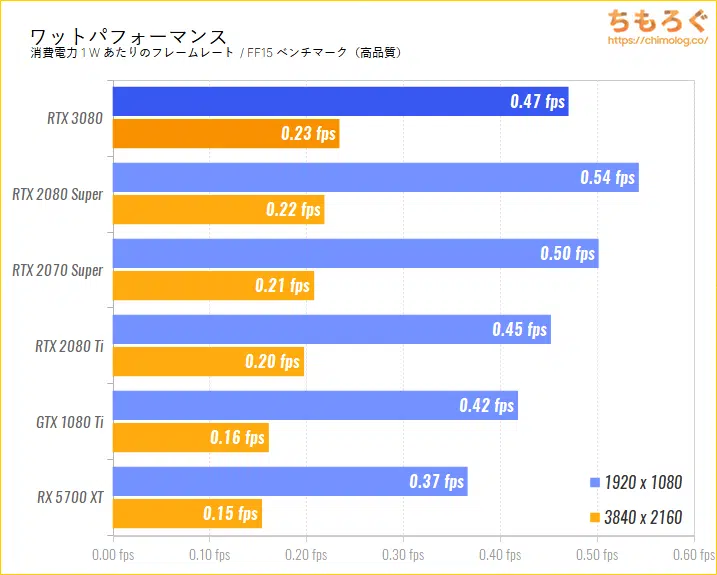 ちもろぐ
https://chimolog.co/
ワットパフォーマンス
消費電力1Wあたりのフレームレート / FF15ベンチマーク（高品質）
RTX 3080
0.47 fps
0.23 fps
RTX 2080 Super
0.54 fps
0.22 fps
RTX 2070 Super
0.50 fps
0.21 fps
RTX 2080 Ti
0.45 fps
0.20 fps
GTX 1080 Ti
0.42 fps
0.16 fps
RX 5700 XT
0.37 fps
0.15 fps
1920 x 1080
3840 x 2160
0.00 fps 0.10 fps 0.20 fps 0.30 fps 0.40 fps 0.50 fps 0.60 fps